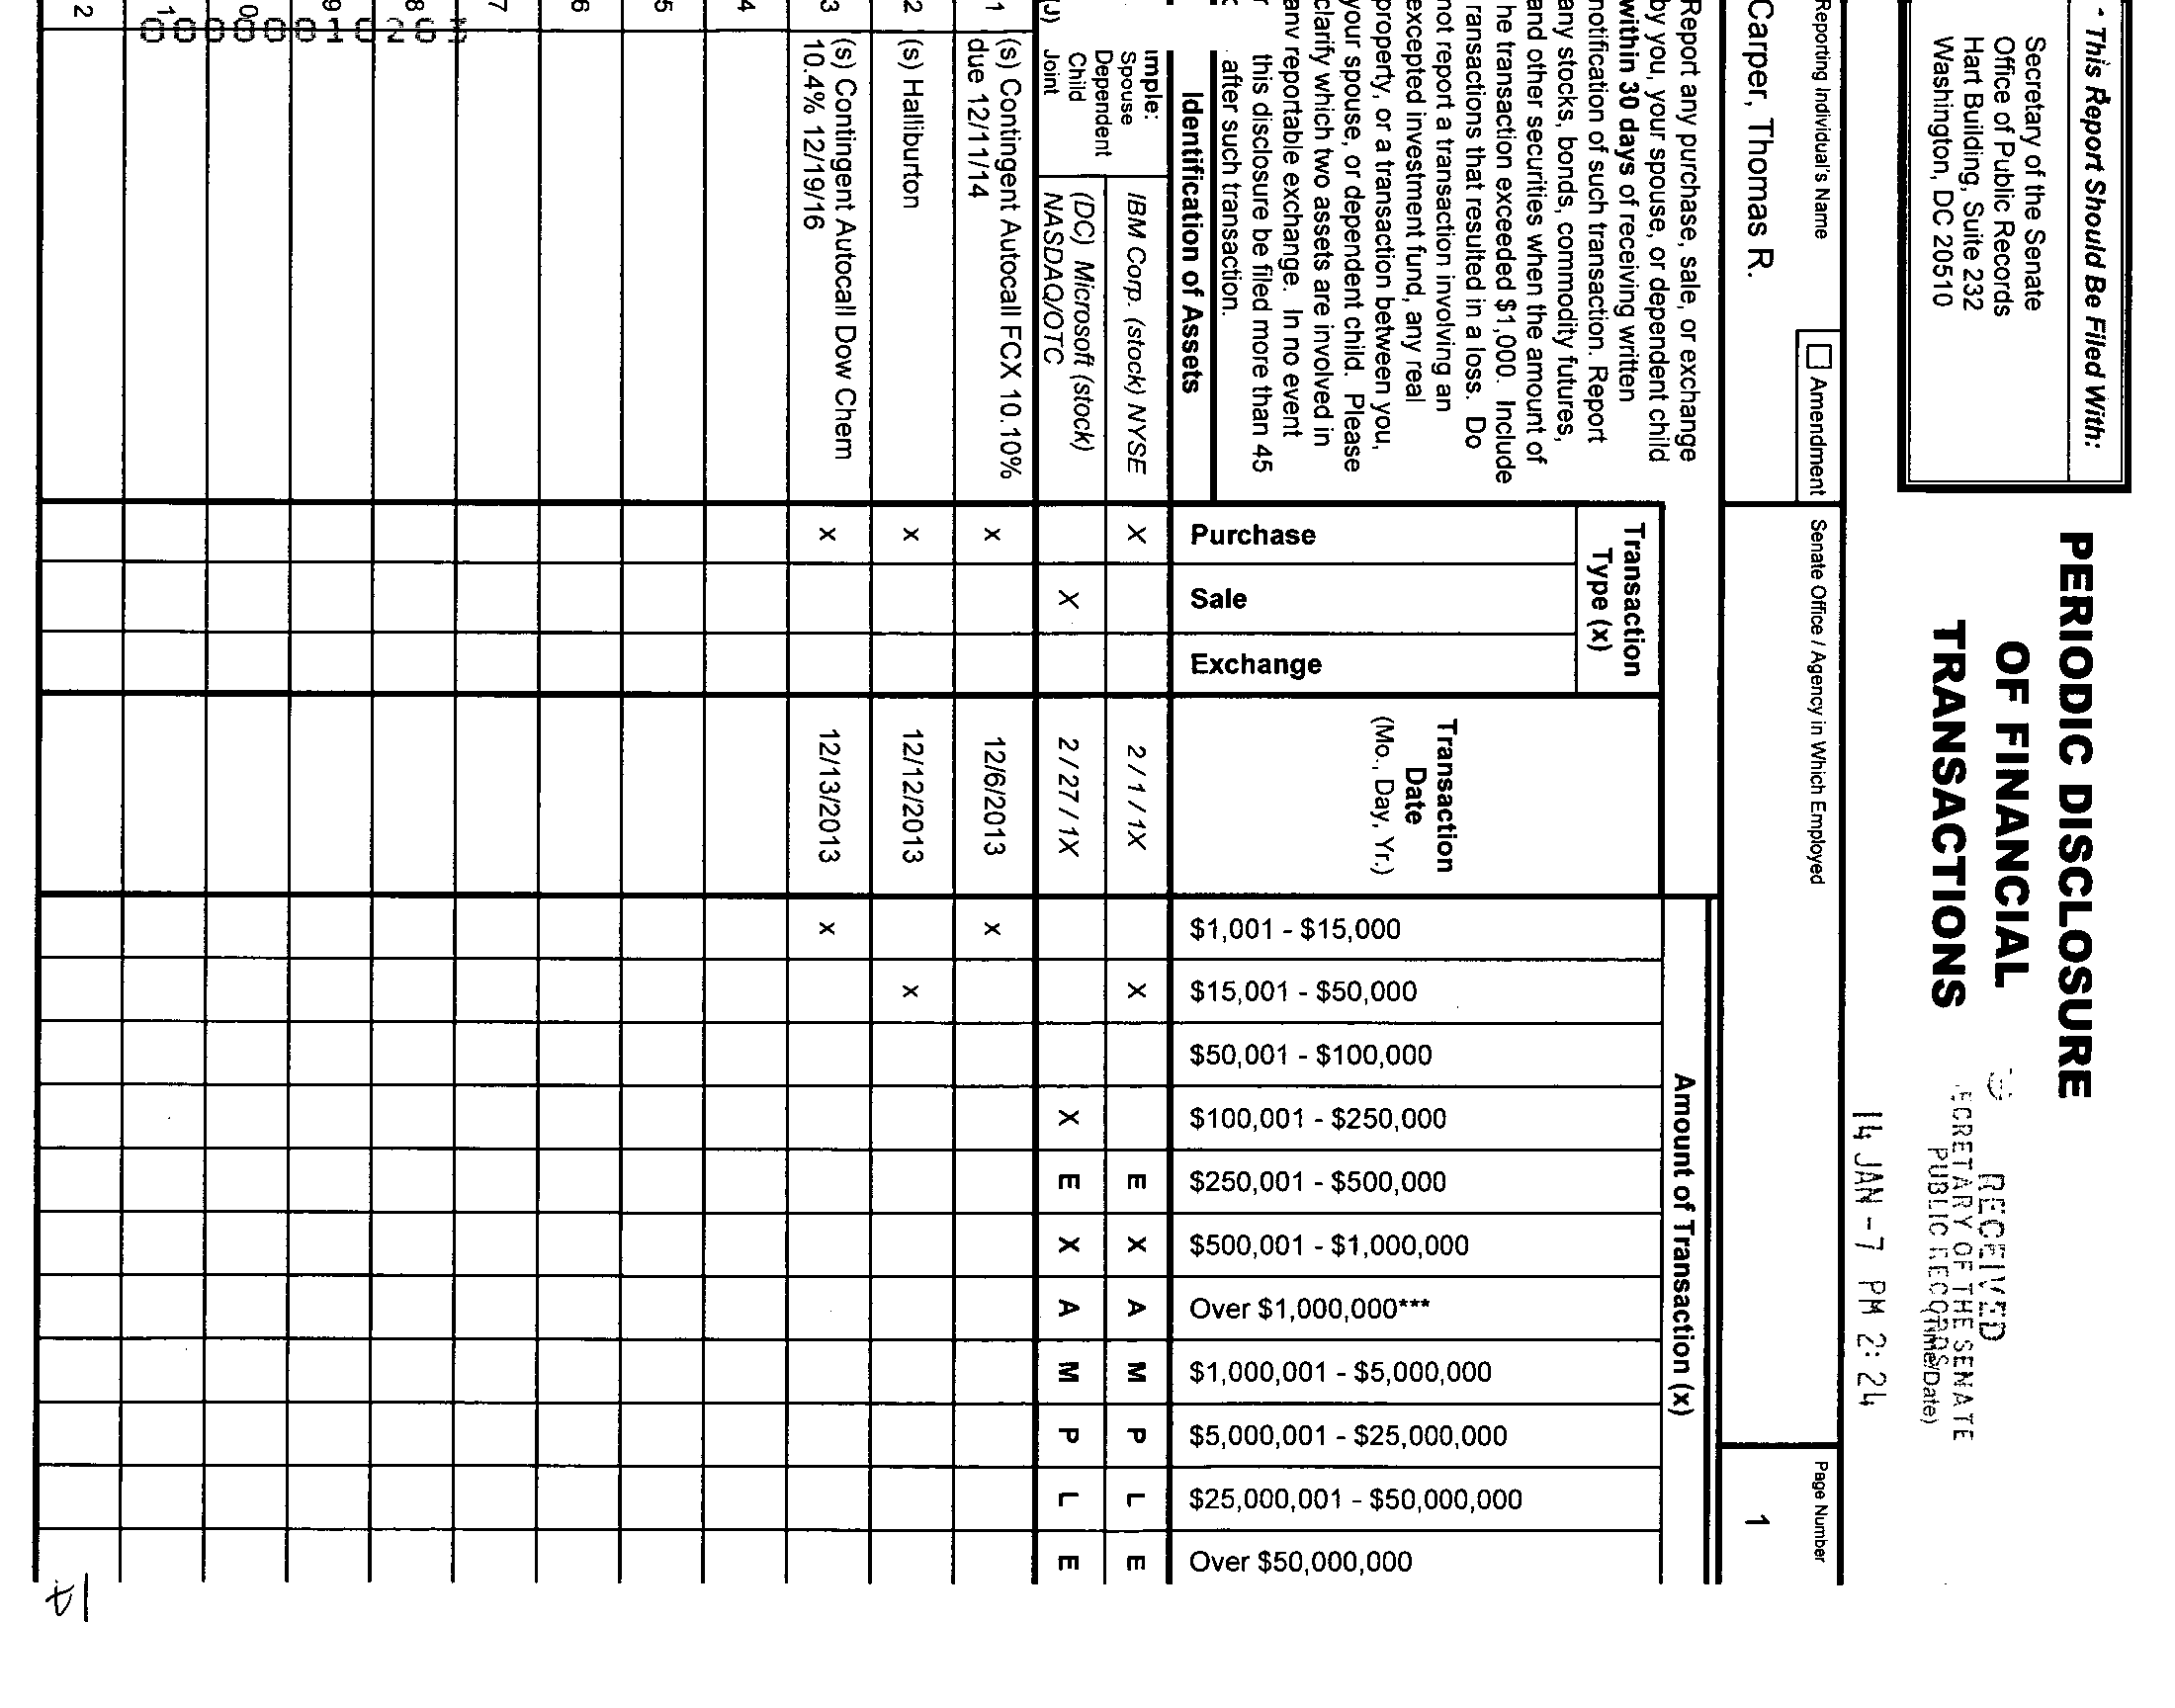 - This Report Should Be Filed With:
Secretary of the Senate
Office of Public Records
Hart Building, Suite 232
Washington, DC 20510
PERIODIC DISCLOSURE
OF FINANCIAL
TRANSACTIONS
RECEIVED
SECRETARY OF THE SENATE
PUBLIC RECORDS
(Time/Date)
14 JAN -7 PM 2:24
Reporting Individual's Name
Amendment
Senate Office / Agency in Which Employed
Page Number
Carper, Thomas R.
1
Report any purchase, sale, or exchange
by you, your spouse, or dependent child
within 30 days of receiving written
notification of such transaction. Report
any stocks, bonds, commodity futures,
and other securities when the amount of
he transaction exceeded $1,000. Include
ransactions that resulted in a loss. Do
not report a transaction involving an
excepted investment fund, any real
property, or a transaction between you,
your spouse, or dependent child. Please
clarify which two assets are involved in
any reportable exchange. In no event
this disclosure be filed more than 45
after such transaction.
Transaction
Type (x)
Transaction
Date
(Mo., Day, Yr.)
Amount of Transaction (x)
Identification of Assets
Purchase
Sale
Exchange
$1,001 - $15,000
$15,001 - $50,000
$50,001 - $100,000
$100,001 - $250,000
$250,001 - $500,000
$500,001 - $1,000,000
Over $1,000,000***
$1,000,001 - $5,000,000
$5,000,001 - $25,000,000
$25,000,001 - $50,000,000
Over $50,000,000
imple:
Spouse
Dependent
Child
(J) Joint
IBM Corp. (stock) NYSE X 2 / 1 / 1X X E X A M P L E
(DC) Microsoft (stock)
NASDAQ/OTC X 2 / 27 / 1X X E X A M P L E
1 (s) Contingent Autocall FCX 10.10%
due 12/11/14 x 12/6/2013 x
2 (s) Halliburton x 12/12/2013 x
3 (s) Contingent Autocall Dow Chem
10.4% 12/19/16 x 12/13/2013 x
4
5
6
7
8
9
0
1
2